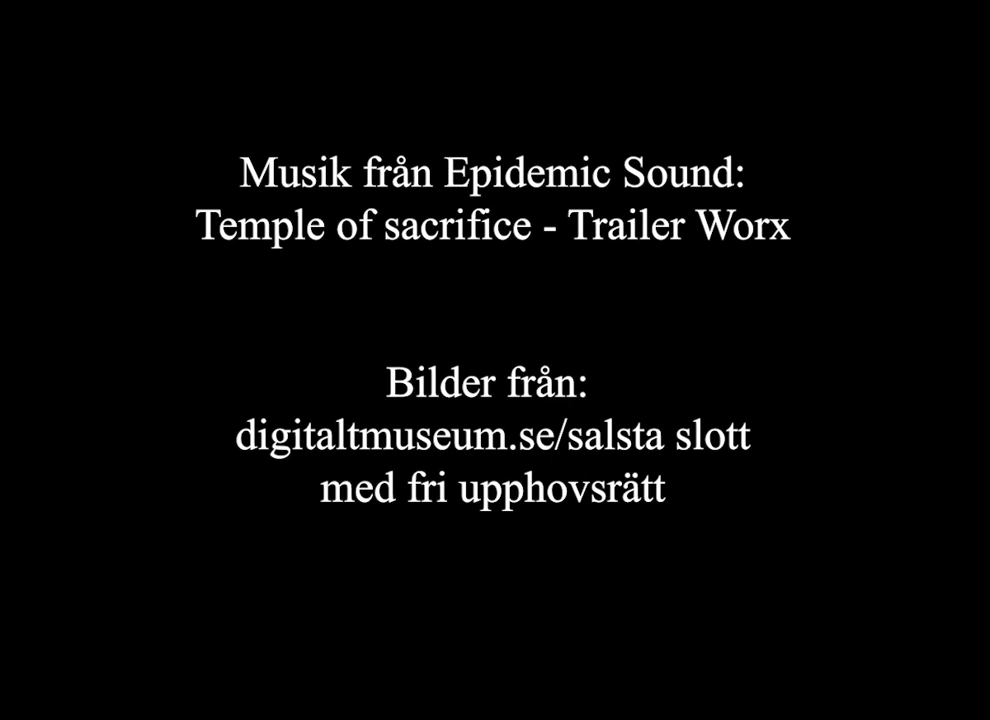 Musik från Epidemic Sound:
Temple of sacrifice - Trailer Worx
Bilder från:
digitaltmuseum.se/salsta slott
med fri upphovsrätt